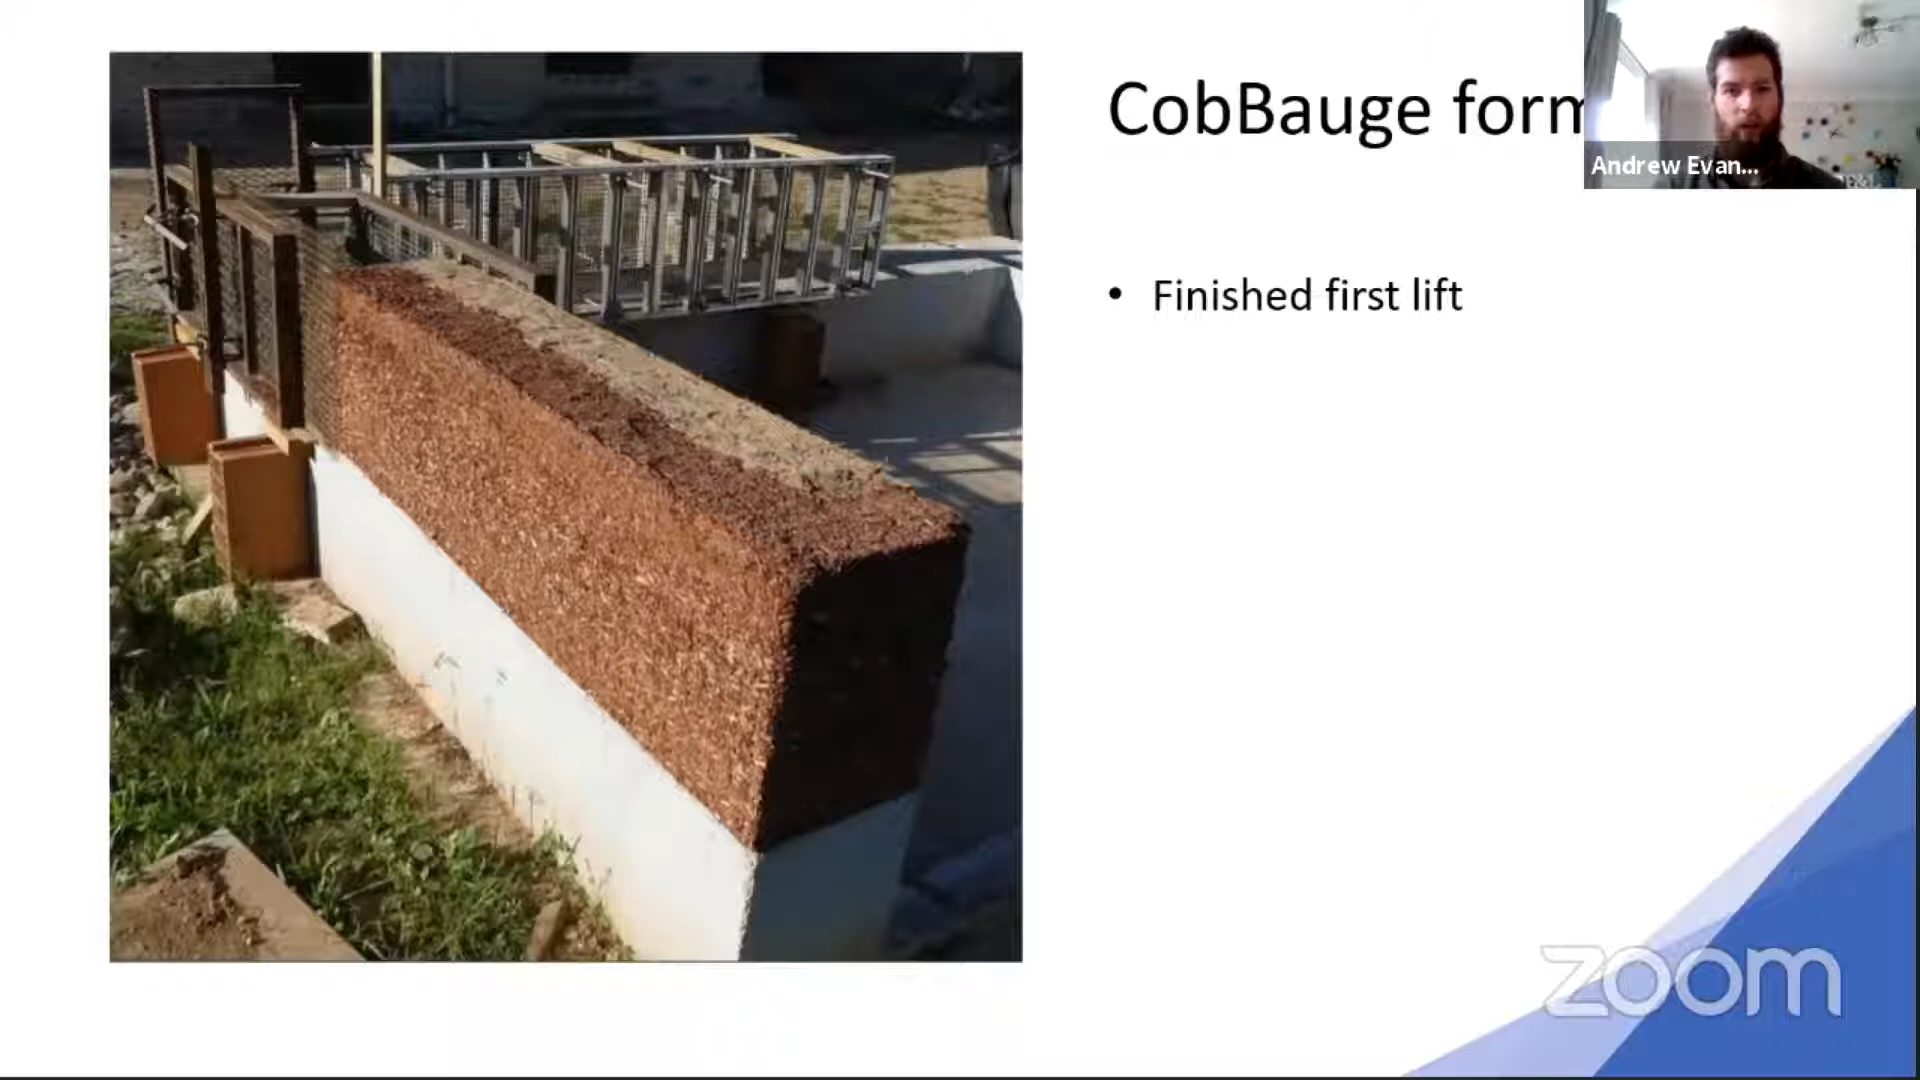 CobBauge form
Andrew Evan...
• Finished first lift
zoom